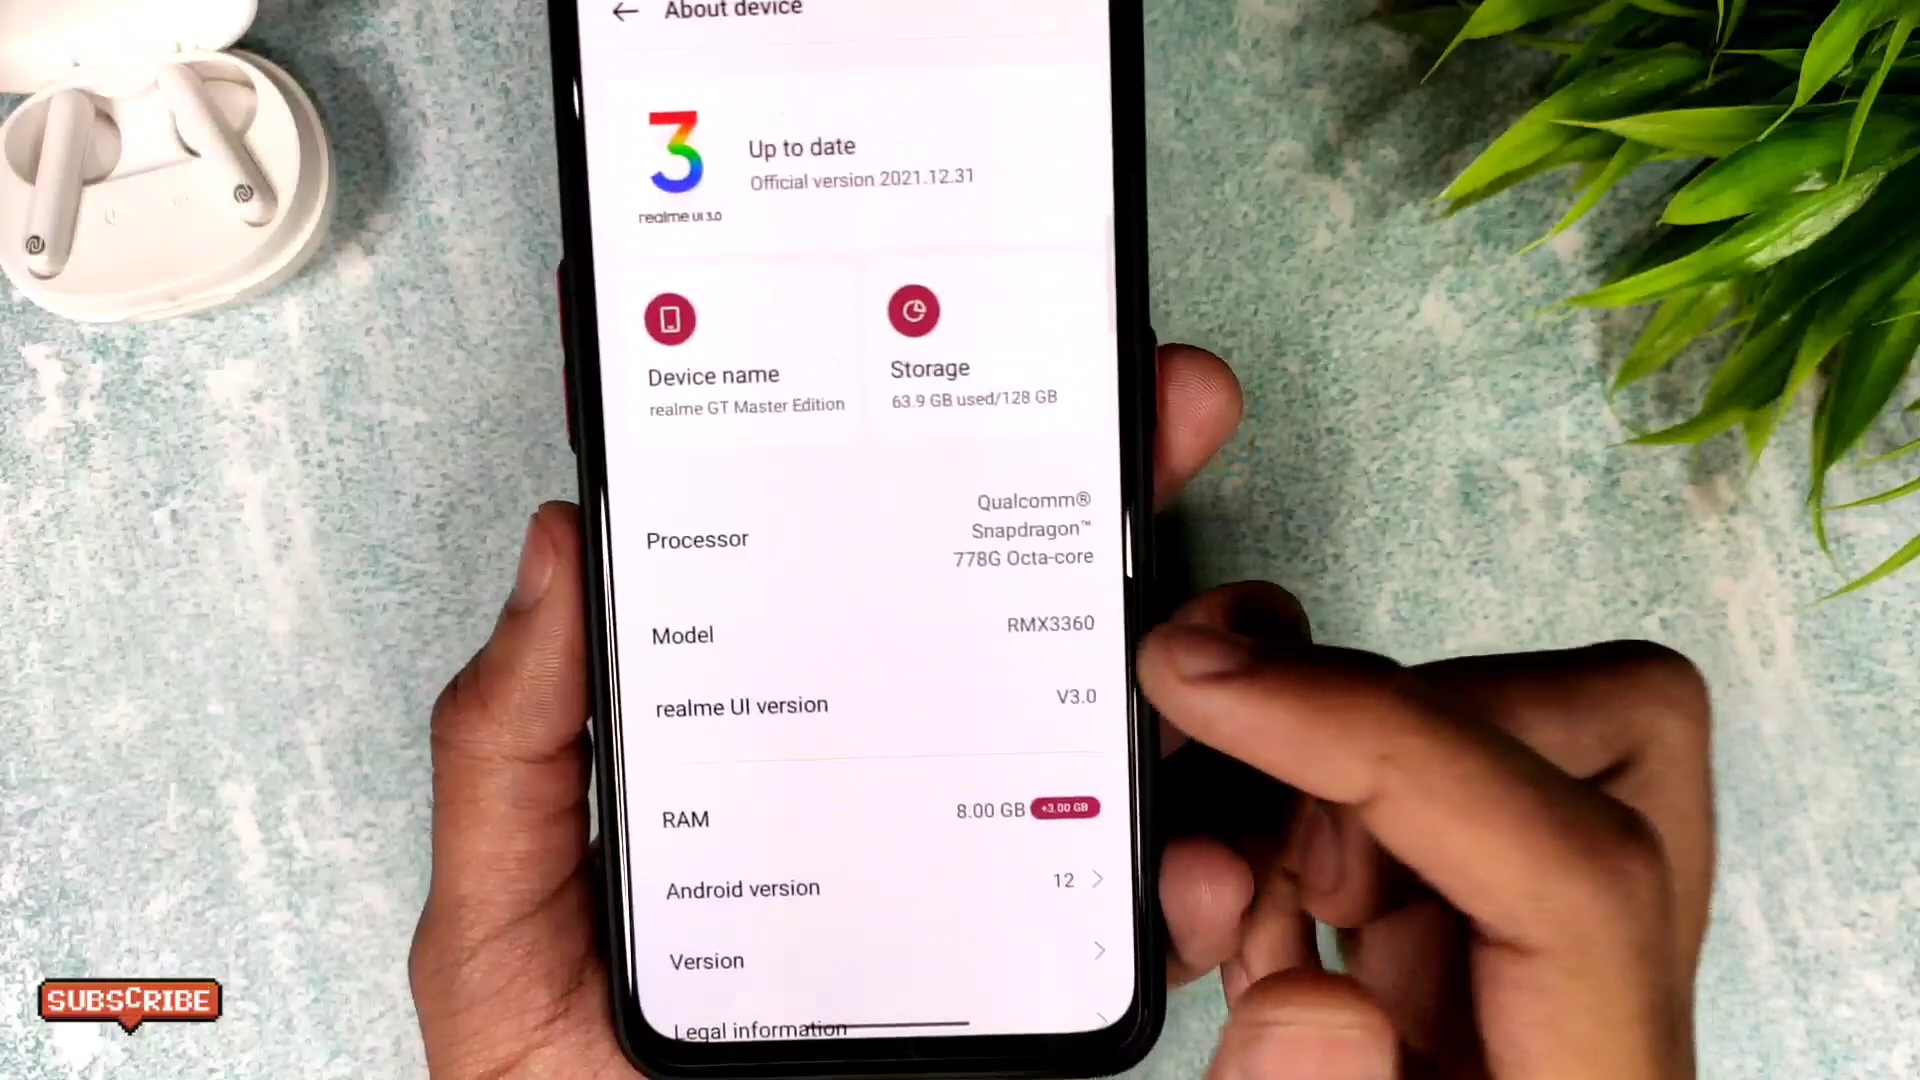 About device
3
Up to date
Official version 2021.12.31
realme UI 3.0
Device name
realme GT Master Edition
Storage
63.9 GB used/128 GB
Processor
Qualcomm®
Snapdragon™
778G Octa-core
Model
RMX3360
realme UI version
V3.0
RAM
8.00 GB
+3.00 GB
Android version
12
Version
Legal information
SUBSCRIBE